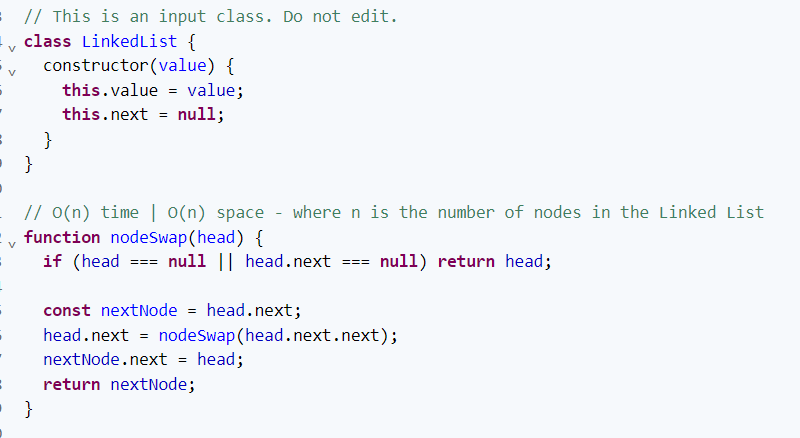 // This is an input class. Do not edit.
class LinkedList {
constructor(value) {
this.value = value;
this.next = null;
}
}
// O(n) time | O(n) space - where n is the number of nodes in the Linked List
function nodeSwap(head) {
if (head === null || head.next === null) return head;
const nextNode = head.next;
head.next = nodeSwap(head.next.next);
nextNode.next = head;
return nextNode;
}